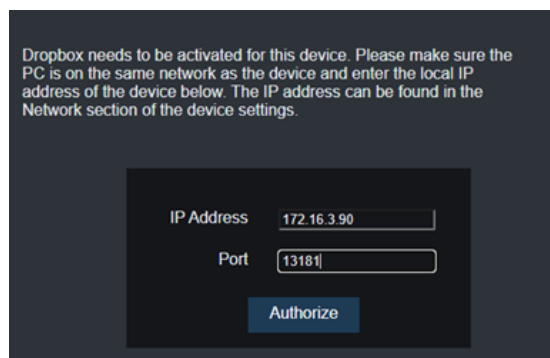 Dropbox needs to be activated for this device. Please make sure the
PC is on the same network as the device and enter the local IP
address of the device below. The IP address can be found in the
Network section of the device settings.
IP Address 172.16.3.90
Port 13181
Authorize